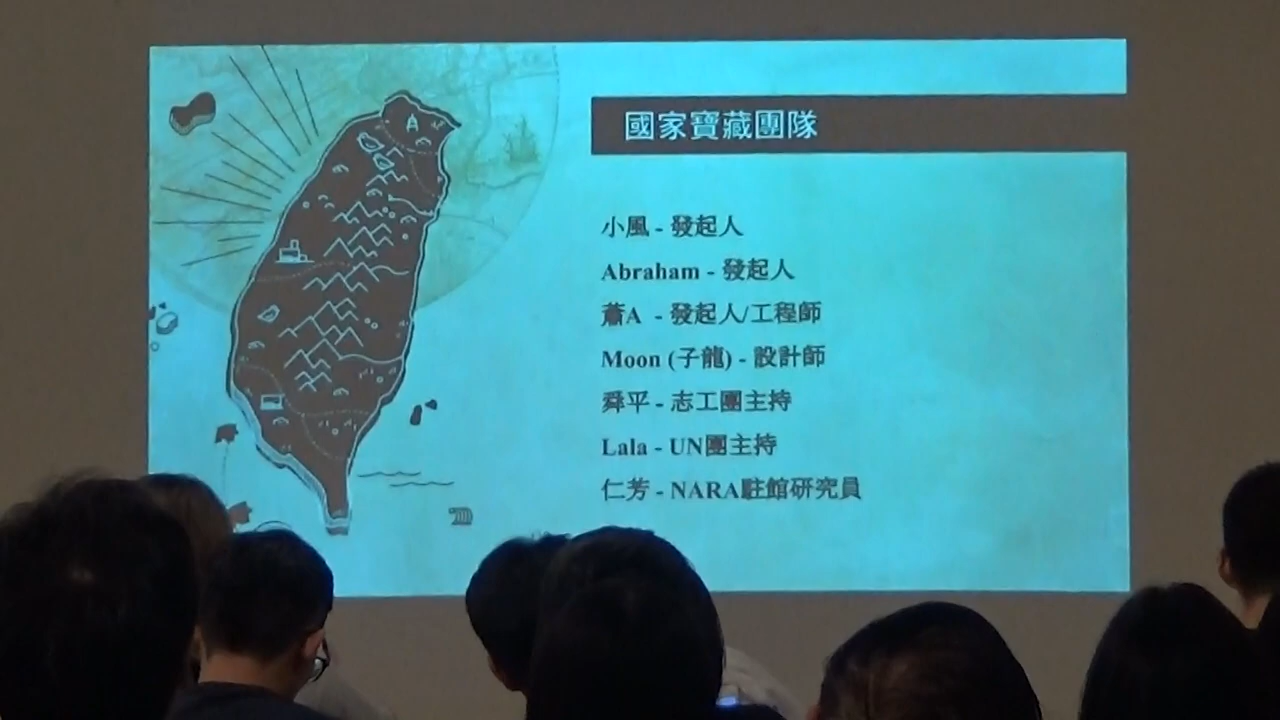 國家寶藏團隊
小風 - 發起人
Abraham - 發起人
蕭A - 發起人/工程師
Moon (子龍) - 設計師
舜平 - 志工團主持
Lala - UN團主持
仁芳 - NARA駐館研究員